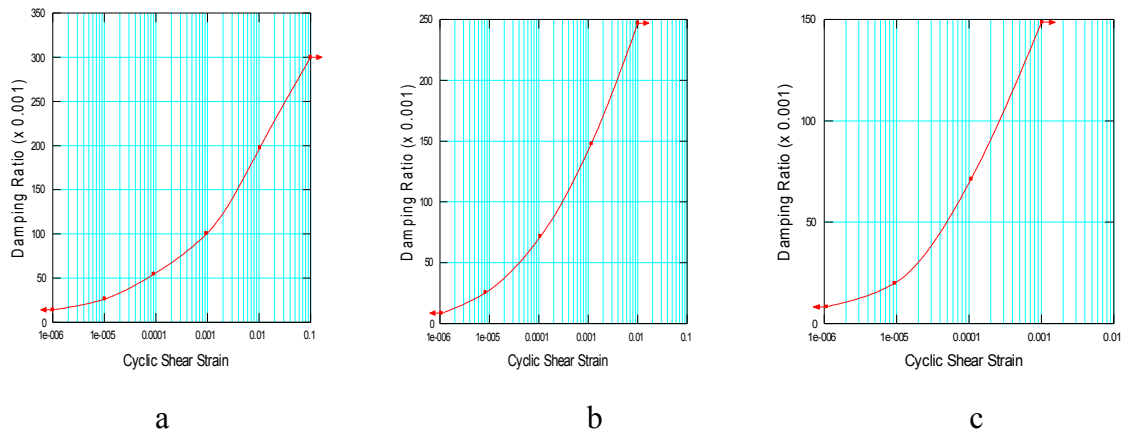 350
300
250
200
150
100
50
0
Damping Ratio (x 0.001)
1e-006 1e-005 0.0001 0.001 0.01 0.1
Cyclic Shear Strain
a
250
200
150
100
50
0
Damping Ratio (x 0.001)
1e-006 1e-005 0.0001 0.001 0.01 0.1
Cyclic Shear Strain
b
150
100
50
0
Damping Ratio (x 0.001)
1e-006 1e-005 0.0001 0.001 0.01
Cyclic Shear Strain
c